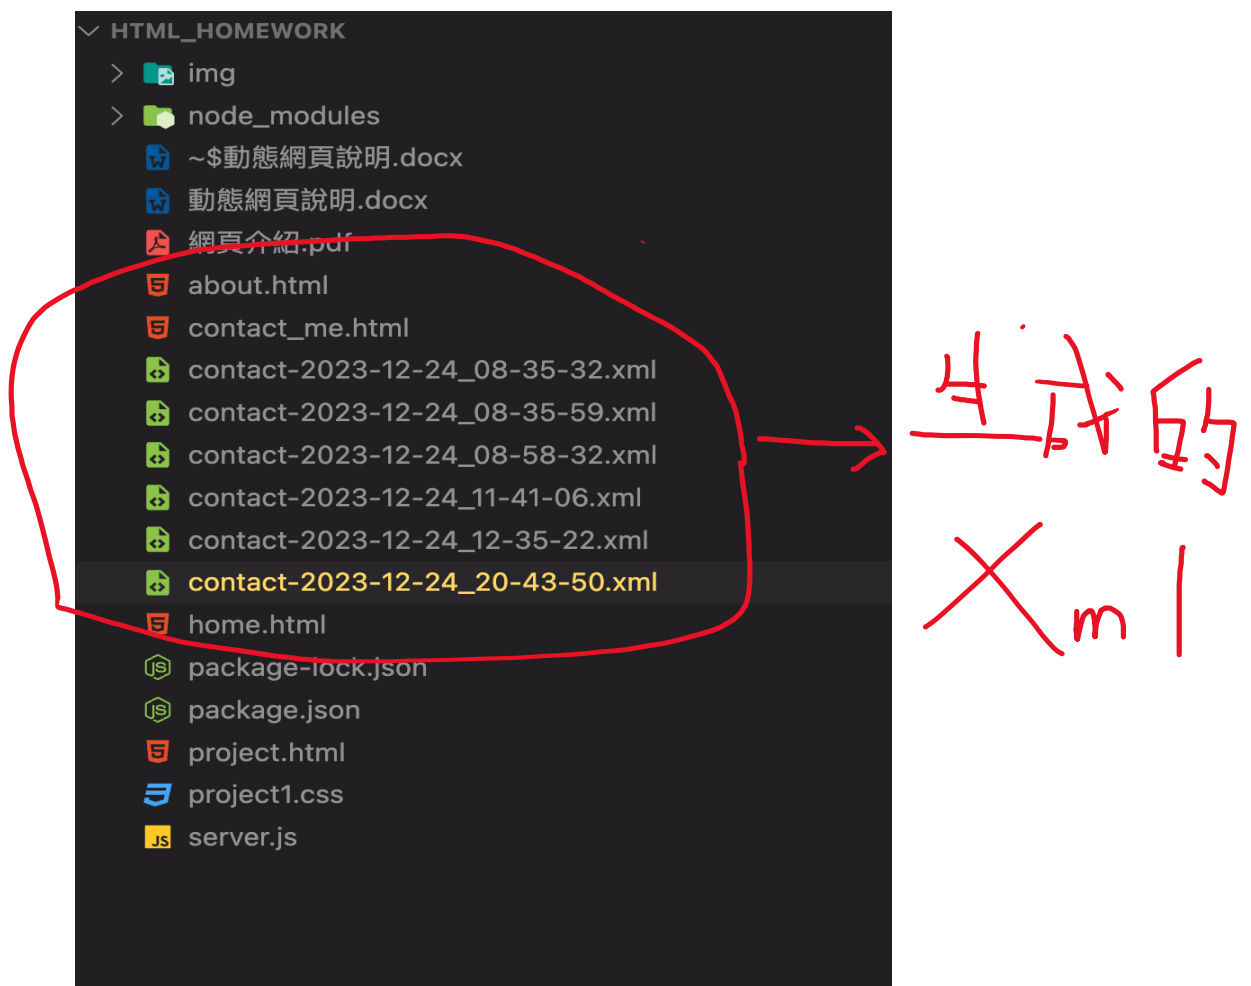 HTML_HOMEWORK
img
node_modules
~$動態網頁說明.docx
動態網頁說明.docx
網頁介紹.pdf
about.html
contact_me.html
contact-2023-12-24_08-35-32.xml
contact-2023-12-24_08-35-59.xml
contact-2023-12-24_08-58-32.xml
contact-2023-12-24_11-41-06.xml
contact-2023-12-24_12-35-22.xml
contact-2023-12-24_20-43-50.xml
home.html
package-lock.json
package.json
project.html
project1.css
server.js
生成的
Xml